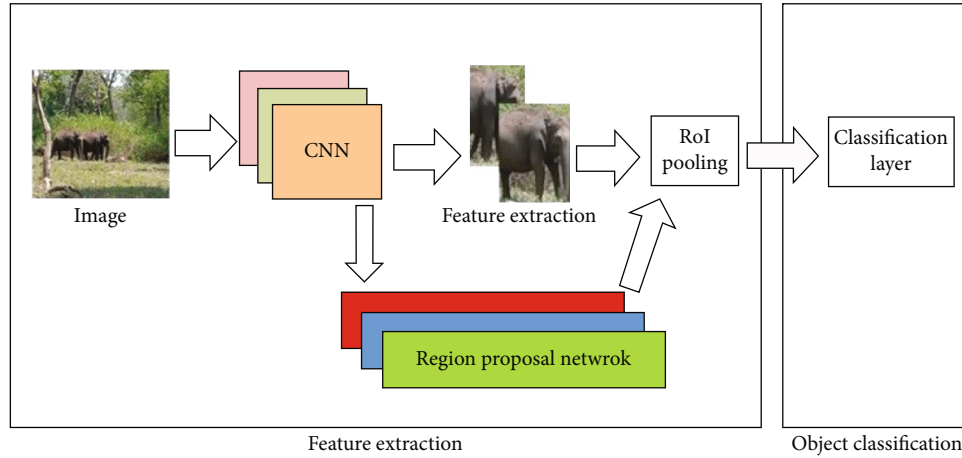 Image
CNN
Feature extraction
RoI
pooling
Classification
layer
Region proposal netwrok
Feature extraction
Object classification